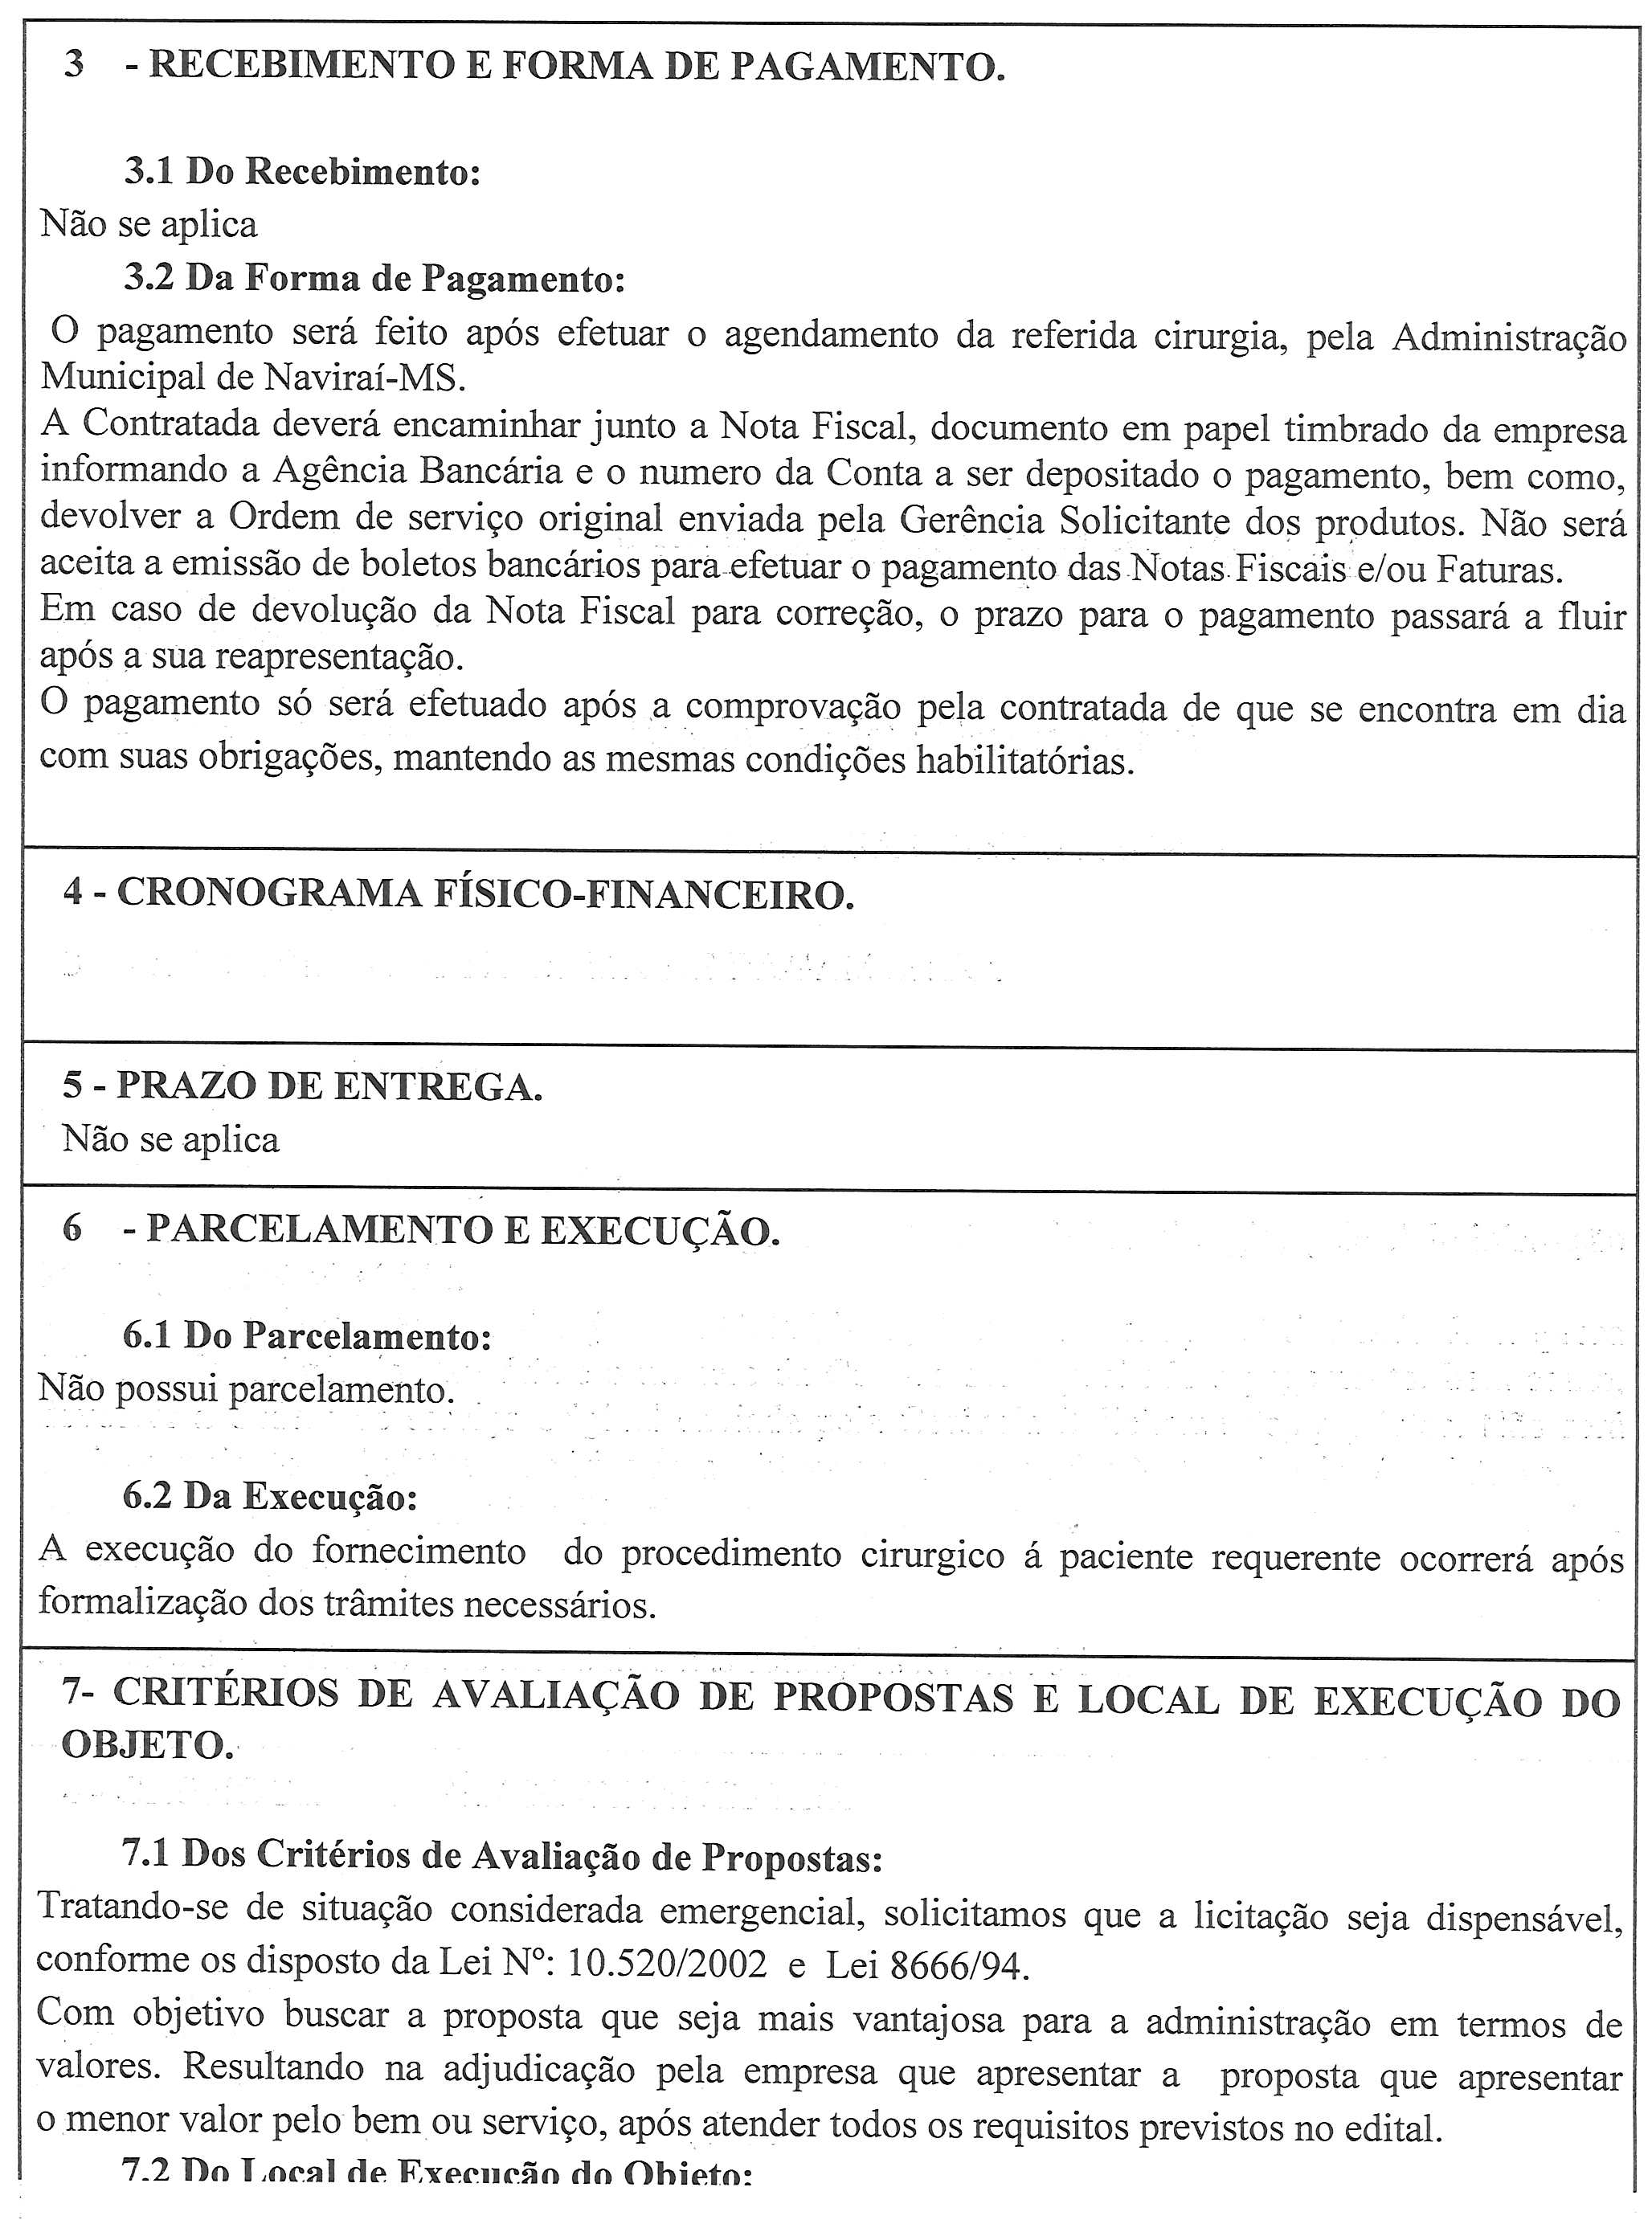 3 - RECEBIMENTO E FORMA DE PAGAMENTO.
3.1 Do Recebimento:
Não se aplica
3.2 Da Forma de Pagamento:
O pagamento será feito após efetuar o agendamento da referida cirurgia, pela Administração
Municipal de Naviraí-MS.
A Contratada deverá encaminhar junto a Nota Fiscal, documento em papel timbrado da empresa
informando a Agência Bancária e o numero da Conta a ser depositado o pagamento, bem como,
devolver a Ordem de serviço original enviada pela Gerência Solicitante dos produtos. Não será
aceita a emissão de boletos bancários para efetuar o pagamento das Notas Fiscais e/ou Faturas.
Em caso de devolução da Nota Fiscal para correção, o prazo para o pagamento passará a fluir
após a sua reapresentação.
O pagamento só será efetuado após a comprovação pela contratada de que se encontra em dia
com suas obrigações, mantendo as mesmas condições habilitatórias.
4 - CRONOGRAMA FÍSICO-FINANCEIRO.
5 - PRAZO DE ENTREGA.
Não se aplica
6 - PARCELAMENTO E EXECUÇÃO.
6.1 Do Parcelamento:
Não possui parcelamento.
6.2 Da Execução:
A execução do fornecimento do procedimento cirurgico á paciente requerente ocorrerá após
formalização dos trâmites necessários.
7- CRITÉRIOS DE AVALIAÇÃO DE PROPOSTAS E LOCAL DE EXECUÇÃO DO
OBJETO.
7.1 Dos Critérios de Avaliação de Propostas:
Tratando-se de situação considerada emergencial, solicitamos que a licitação seja dispensável,
conforme os disposto da Lei Nº: 10.520/2002 e Lei 8666/94.
Com objetivo buscar a proposta que seja mais vantajosa para a administração em termos de
valores. Resultando na adjudicação pela empresa que apresentar a proposta que apresentar
o menor valor pelo bem ou serviço, após atender todos os requisitos previstos no edital.
7.2 Do Local de Execução do Objeto: